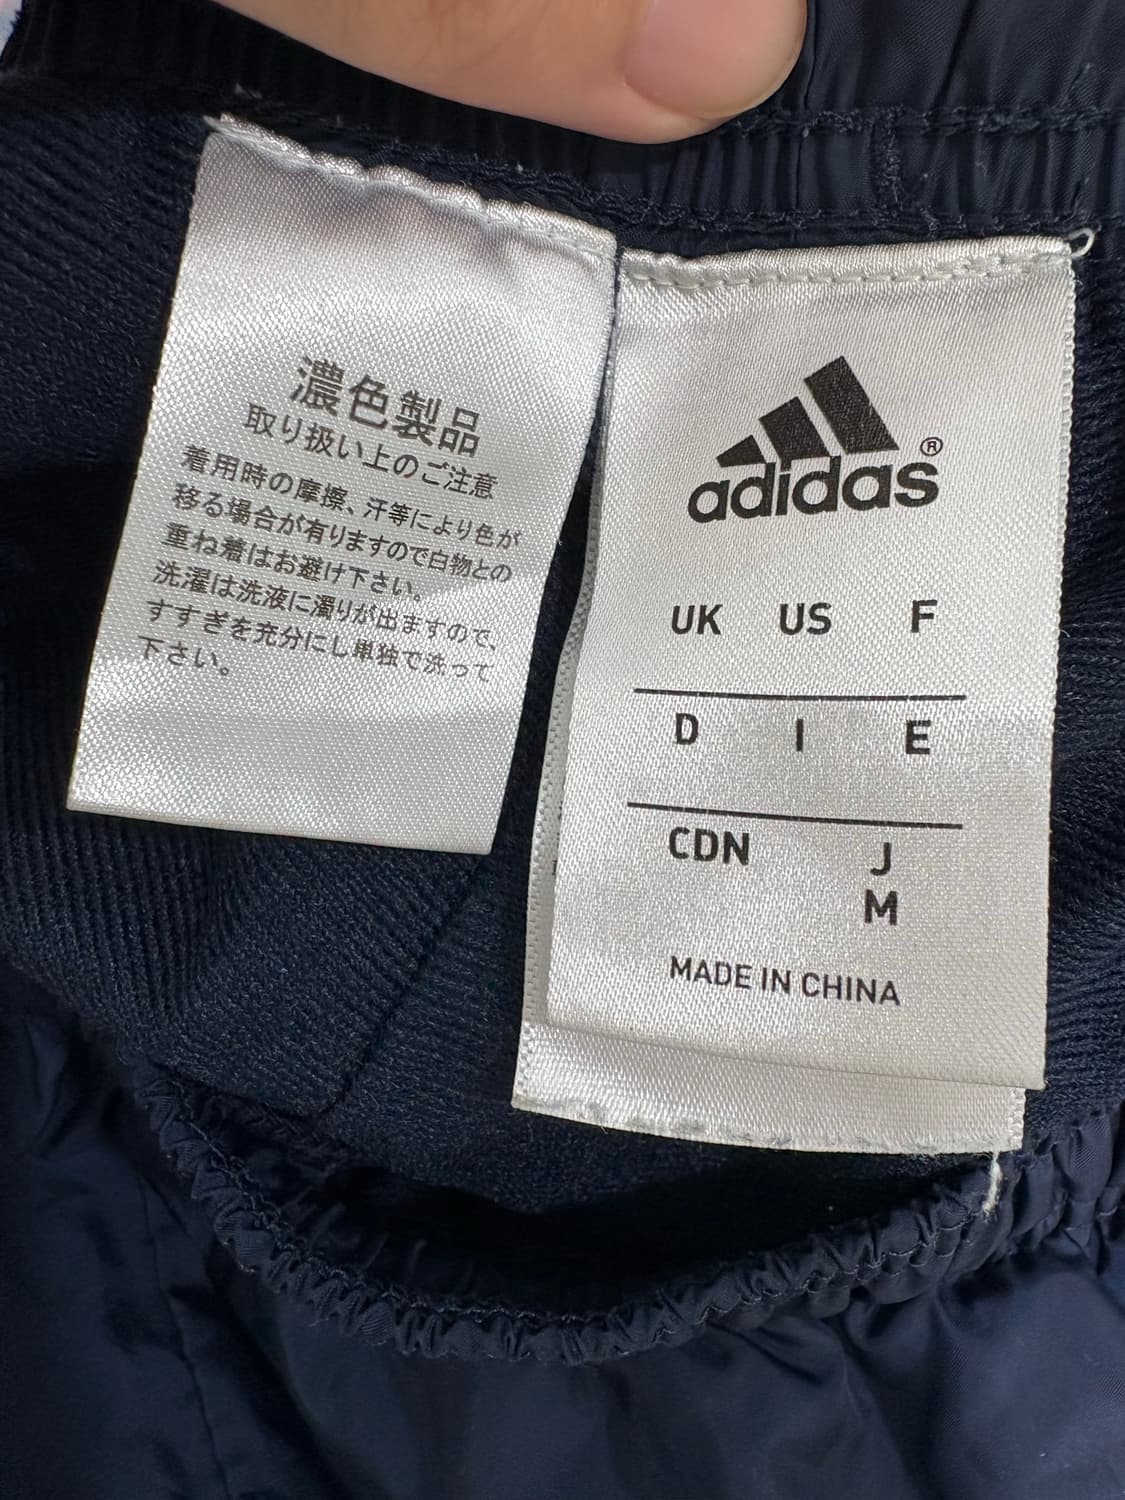 濃色製品
取り扱い上のご注意
着用時の摩擦、汗等により色が
移る場合が有りますので白物との
重ね着はお避け下さい。
洗濯は洗液に濁りが出ますので、
すすぎを充分にし単独で洗って
下さい。
adidas®
UK US F
D I E
CDN J
M
MADE IN CHINA